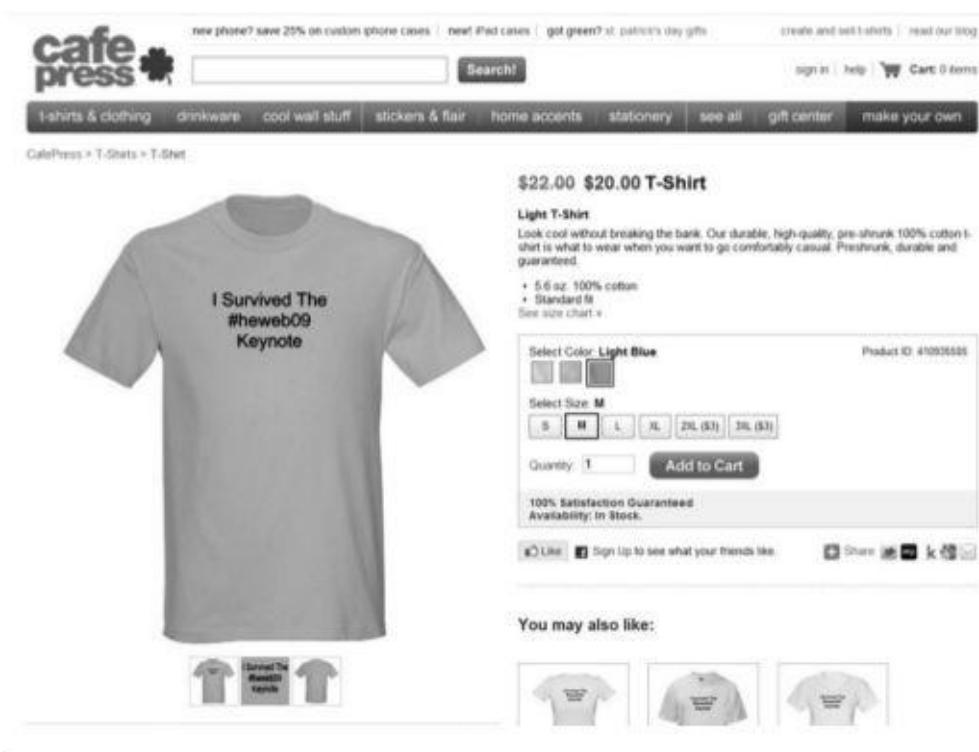 cafe
press
new phone? save 25% on custom iphone cases | new! iPad cases | got green? st. patrick's day gifts
create and sell t-shirts | read our blog
Search!
sign in | help | Cart: 0 items
t-shirts & clothing drinkware cool wall stuff stickers & flair home accents stationery see all gift center make your own
CafePress > T-Shirts > T-Shirt
$22.00 $20.00 T-Shirt
Light T-Shirt
Look cool without breaking the bank. Our durable, high-quality, pre-shrunk 100% cotton t-
shirt is what to wear when you want to go comfortably casual. Preshrunk, durable and
guaranteed.
• 5.6 oz. 100% cotton
• Standard fit
See size chart »
I Survived The
#heweb09
Keynote
Select Color: Light Blue
Product ID:
Select Size: M
S M L XL 2XL ($3) 3XL ($3)
Quantity: 1 Add to Cart
100% Satisfaction Guaranteed
Availability: In Stock.
Like Sign Up to see what your friends like.
Share
You may also like:
I Survived The
#heweb09
Keynote